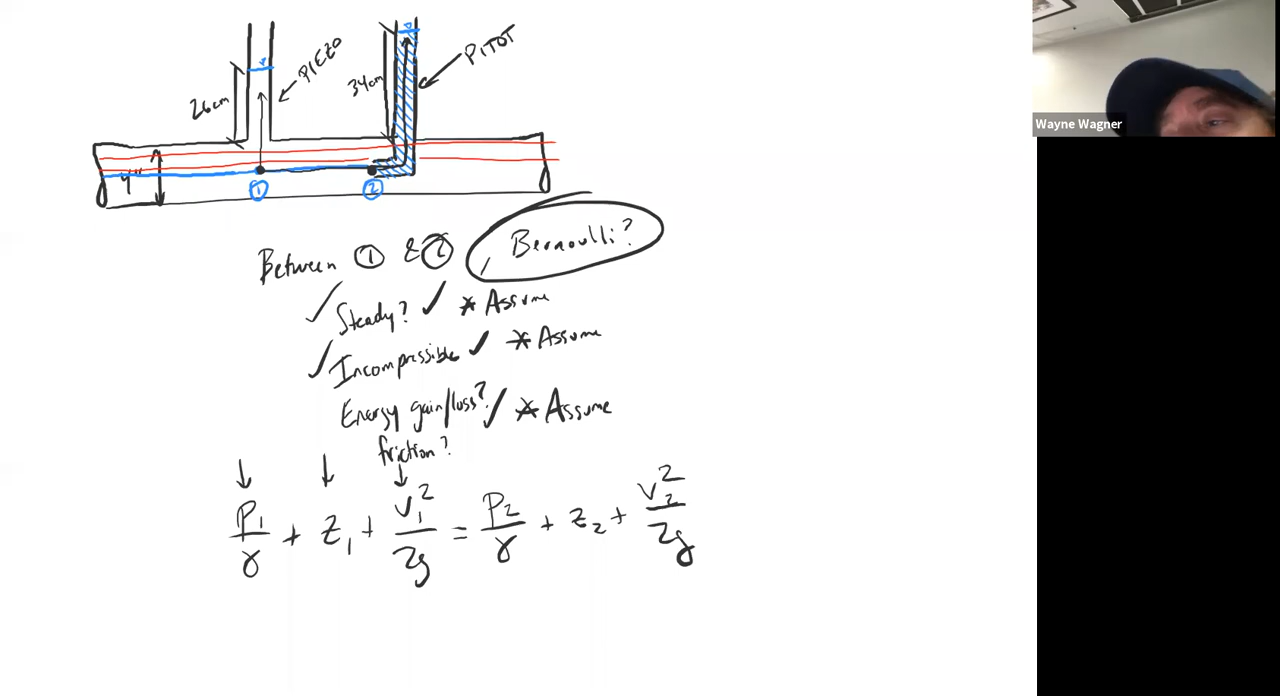 PIEZO
PITOT
26cm
34cm
4"
①
②
Between ① & ②, Bernoulli?
✓ Steady? ✓ * Assume
✓ Incompressible ✓ * Assume
Energy gain/loss? ✓ * Assume
friction?
P₁/γ + z₁ + V₁²/2g = P₂/γ + z₂ + V₂²/2g
Wayne Wagner